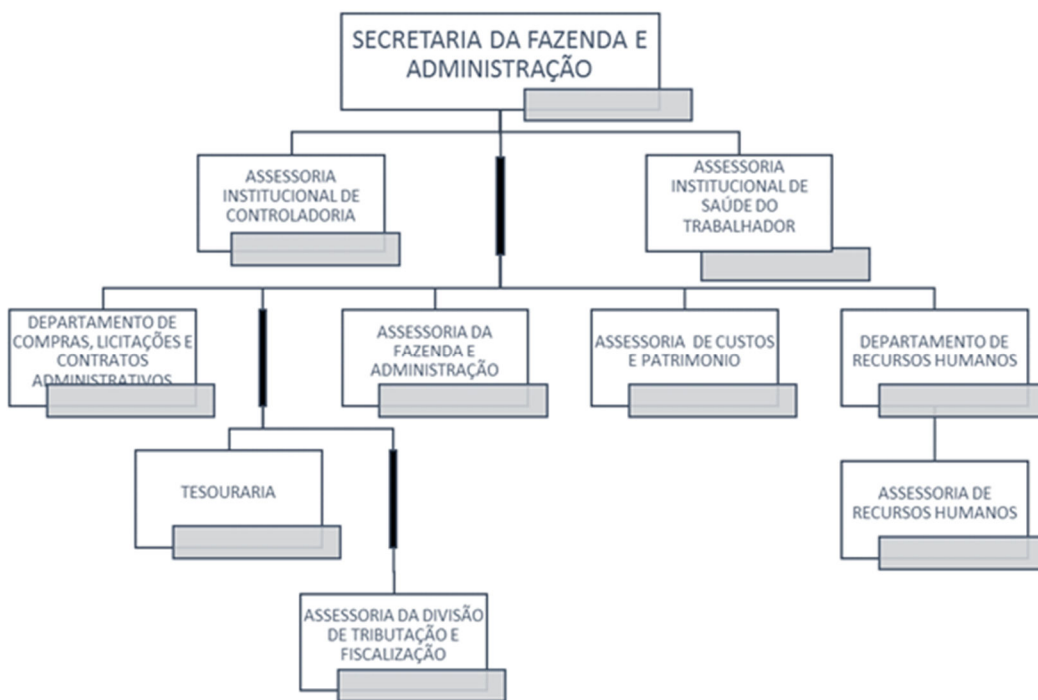 SECRETARIA DA FAZENDA E
ADMINISTRAÇÃO
ASSESSORIA
INSTITUCIONAL DE
CONTROLADORIA
ASSESSORIA
INSTITUCIONAL DE
SAÚDE DO
TRABALHADOR
DEPARTAMENTO DE
COMPRAS, LICITAÇÕES E
CONTRATOS
ADMINISTRATIVOS
ASSESSORIA DA
FAZENDA E
ADMINISTRAÇÃO
ASSESSORIA DE CUSTOS
E PATRIMONIO
DEPARTAMENTO DE
RECURSOS HUMANOS
TESOURARIA
ASSESSORIA DE
RECURSOS HUMANOS
ASSESSORIA DA DIVISÃO
DE TRIBUTAÇÃO E
FISCALIZAÇÃO